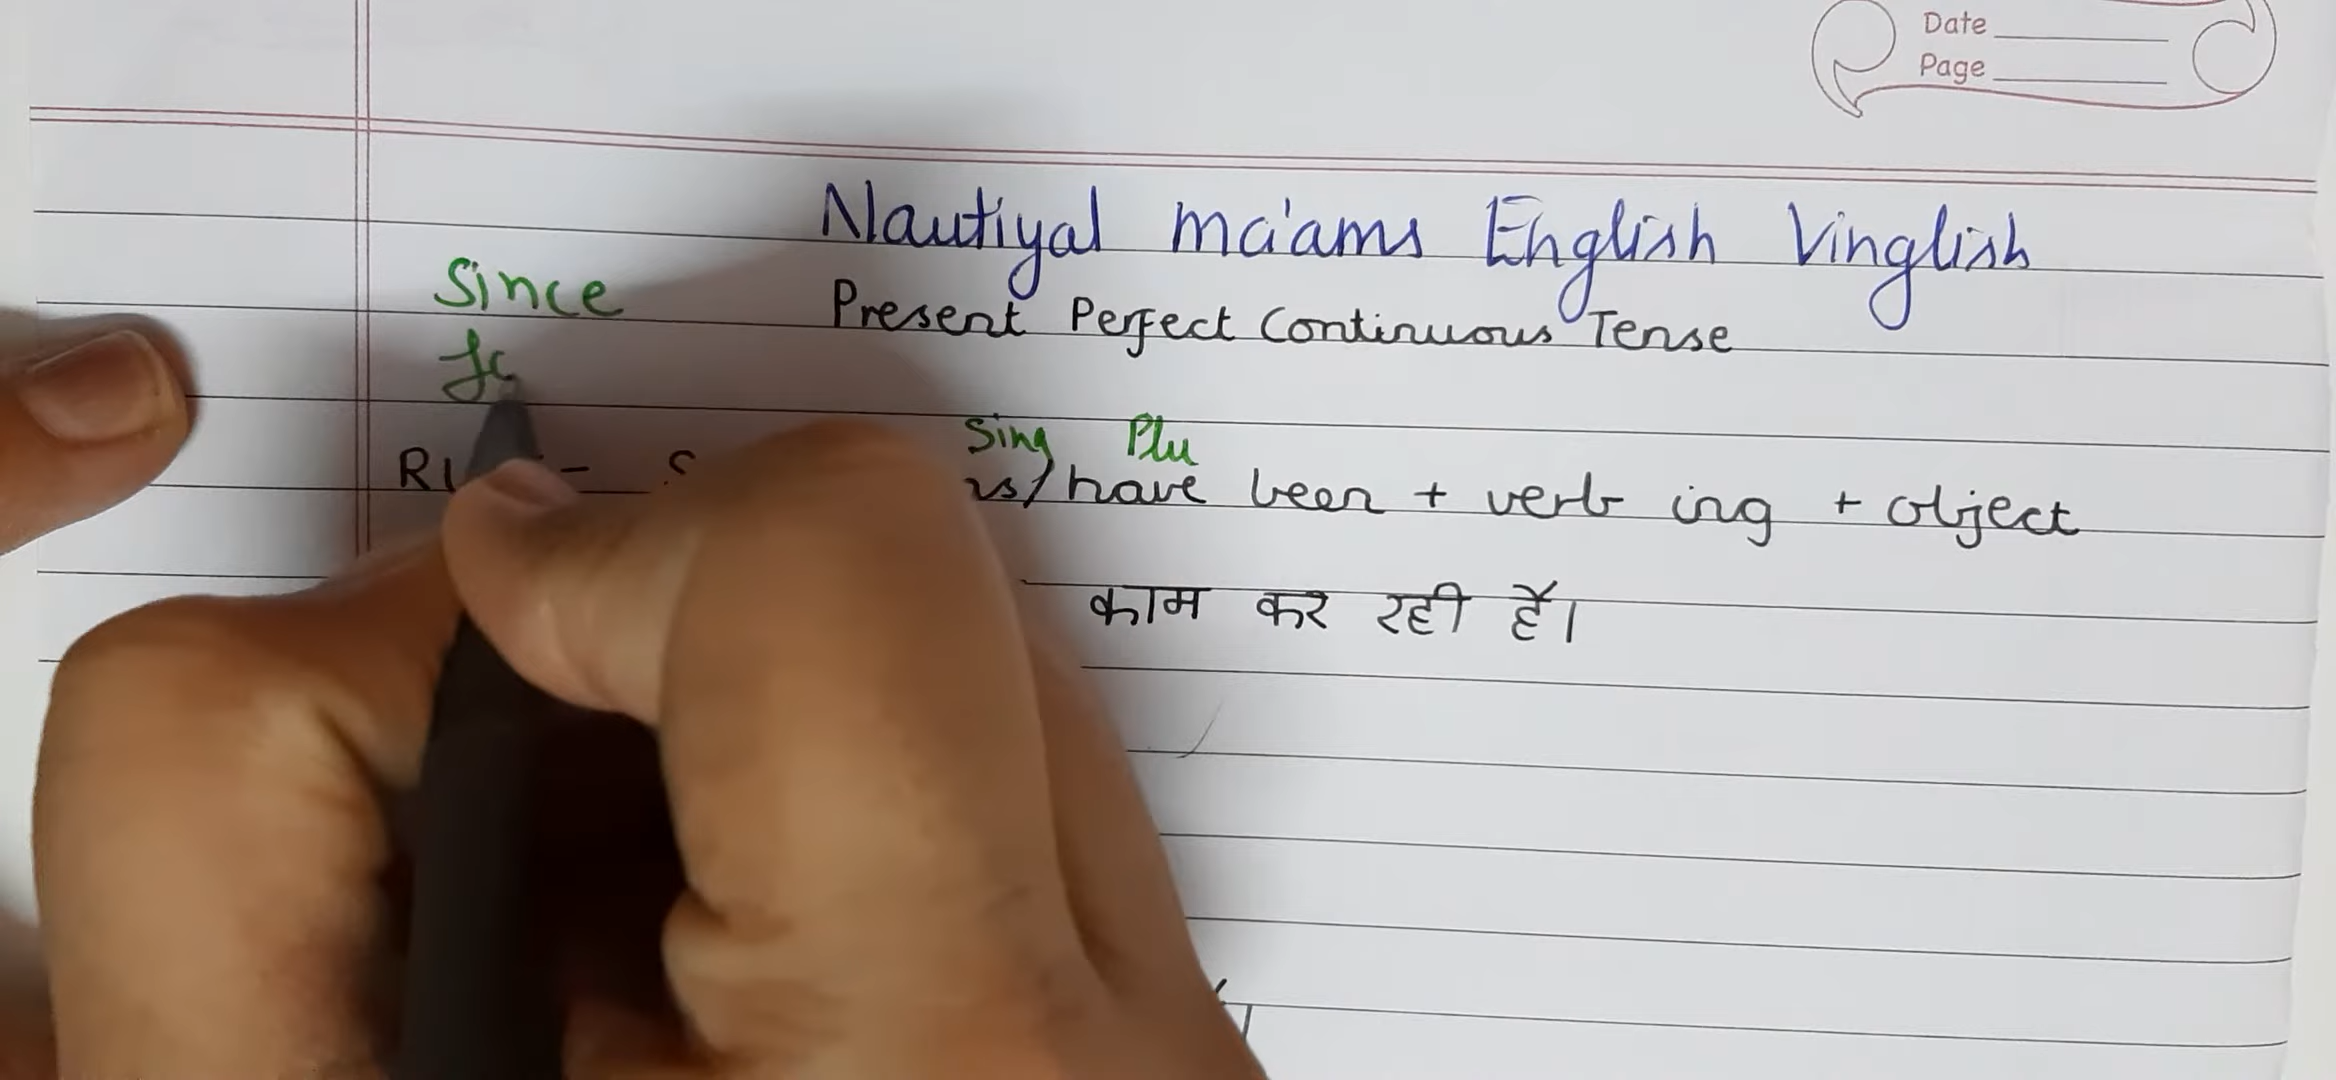 Date
Page
Nautiyal ma'ams English Vinglish
Since
Present Perfect Continuous Tense
Sing Plu
/have been + verb ing + object
काम कर रही हैं।